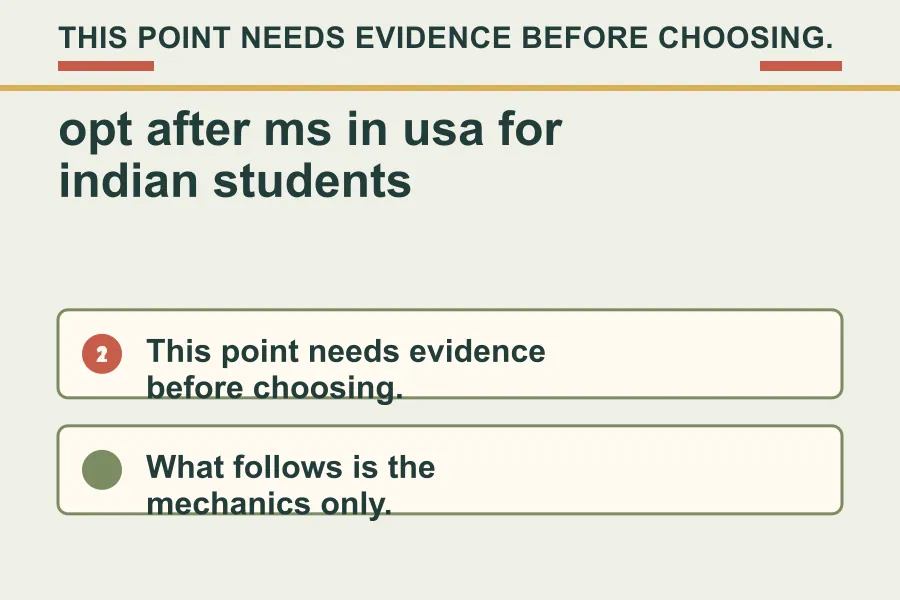 THIS POINT NEEDS EVIDENCE BEFORE CHOOSING.
opt after ms in usa for
indian students
2
This point needs evidence
before choosing.
What follows is the
mechanics only.